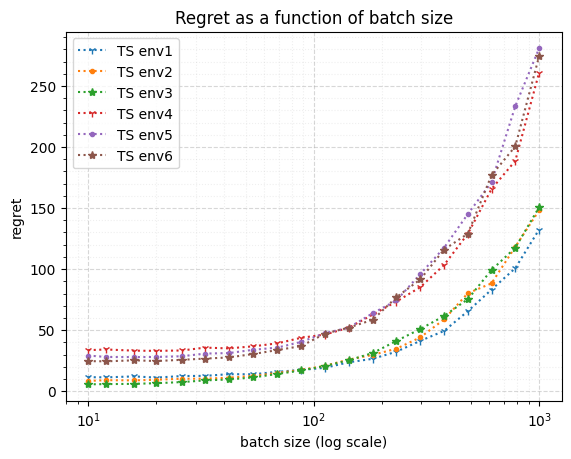 Regret as a function of batch size
TS env1
TS env2
TS env3
TS env4
TS env5
TS env6
regret
250
200
150
100
50
0
10¹
10²
10³
batch size (log scale)